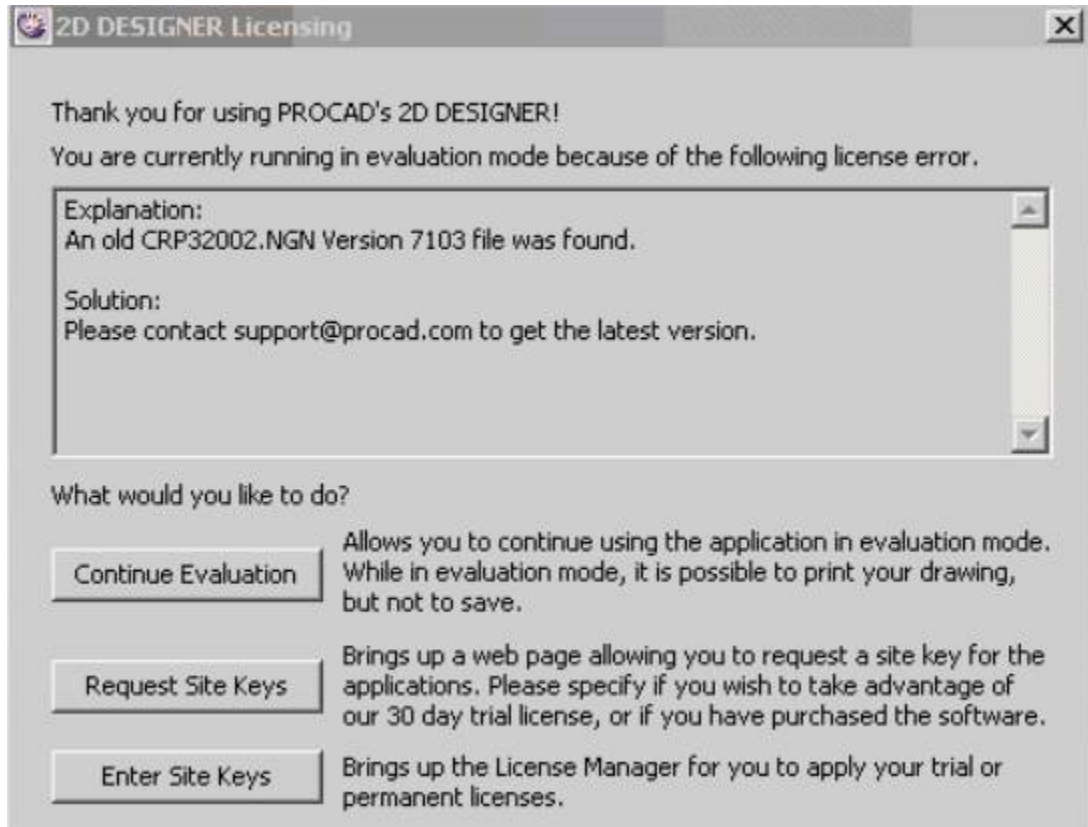 2D DESIGNER Licensing
Thank you for using PROCAD's 2D DESIGNER!
You are currently running in evaluation mode because of the following license error.
Explanation:
An old CRP32002.NGN Version 7103 file was found.
Solution:
Please contact support@procad.com to get the latest version.
What would you like to do?
Continue Evaluation
Allows you to continue using the application in evaluation mode.
While in evaluation mode, it is possible to print your drawing,
but not to save.
Request Site Keys
Brings up a web page allowing you to request a site key for the
applications. Please specify if you wish to take advantage of
our 30 day trial license, or if you have purchased the software.
Enter Site Keys
Brings up the License Manager for you to apply your trial or
permanent licenses.